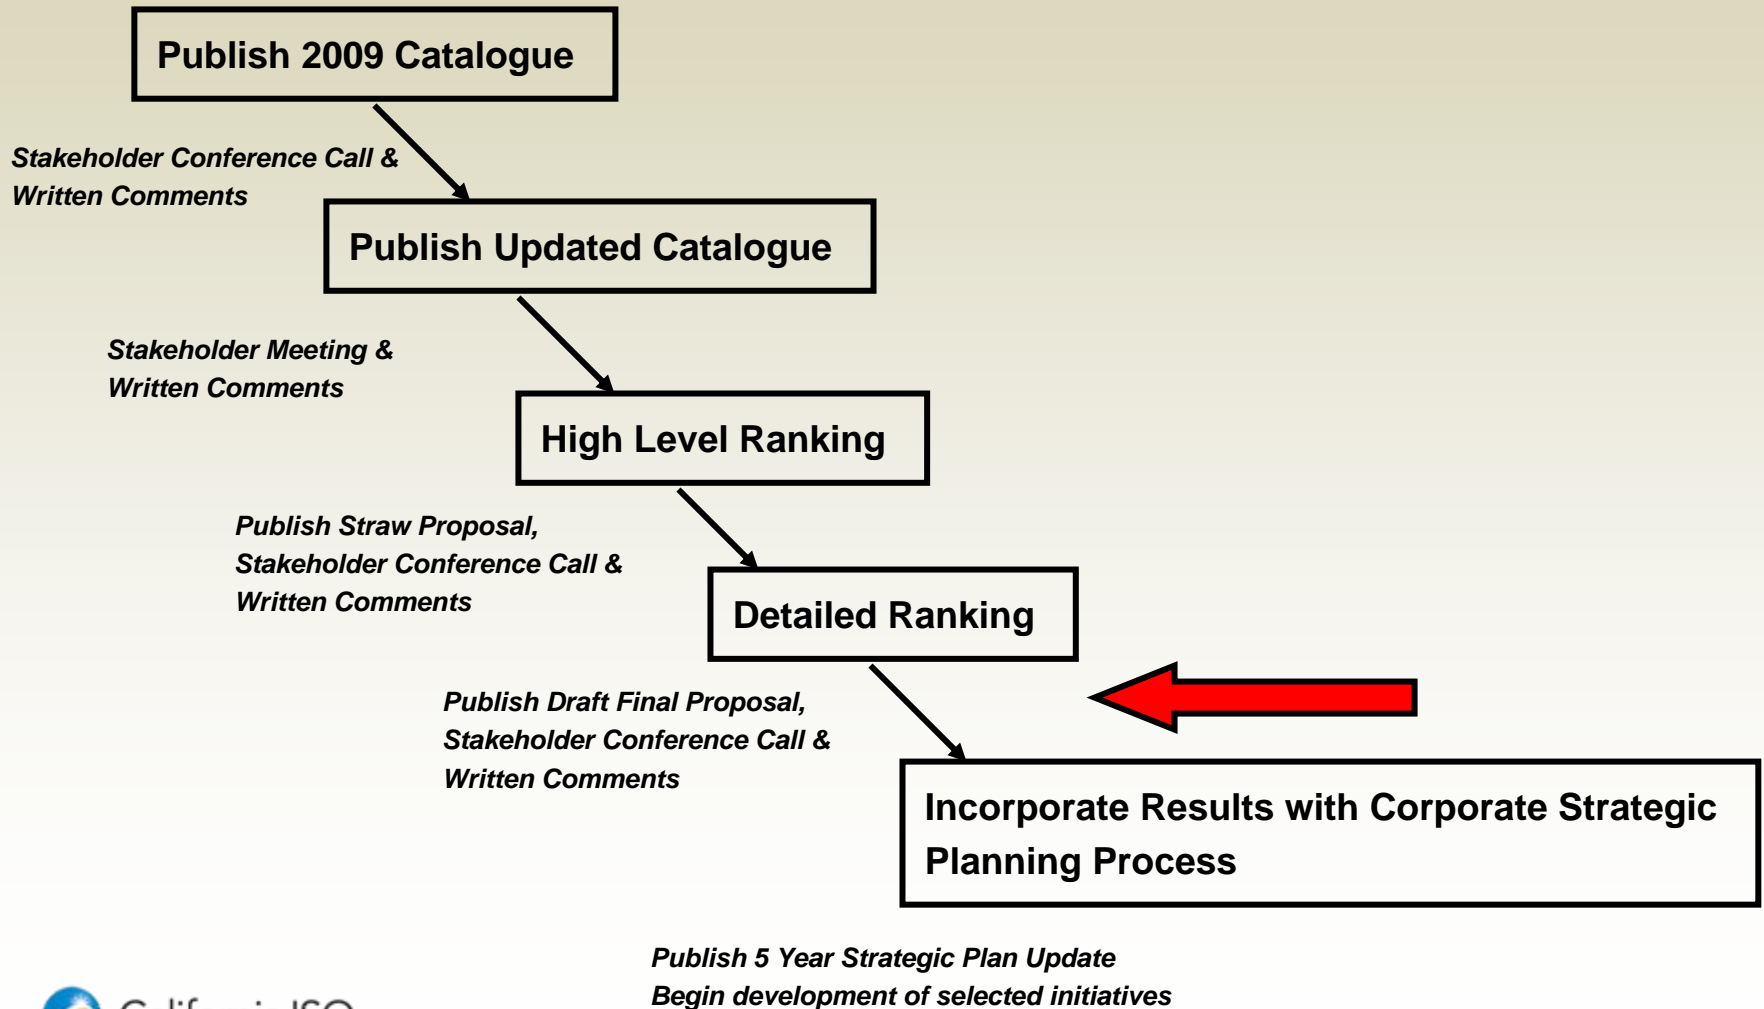 Publish 2009 Catalogue
Stakeholder Conference Call &
Written Comments
Publish Updated Catalogue
Stakeholder Meeting &
Written Comments
High Level Ranking
Publish Straw Proposal,
Stakeholder Conference Call &
Written Comments
Detailed Ranking
Publish Draft Final Proposal,
Stakeholder Conference Call &
Written Comments
Incorporate Results with Corporate Strategic
Planning Process
Publish 5 Year Strategic Plan Update
Begin development of selected initiatives
California ISO